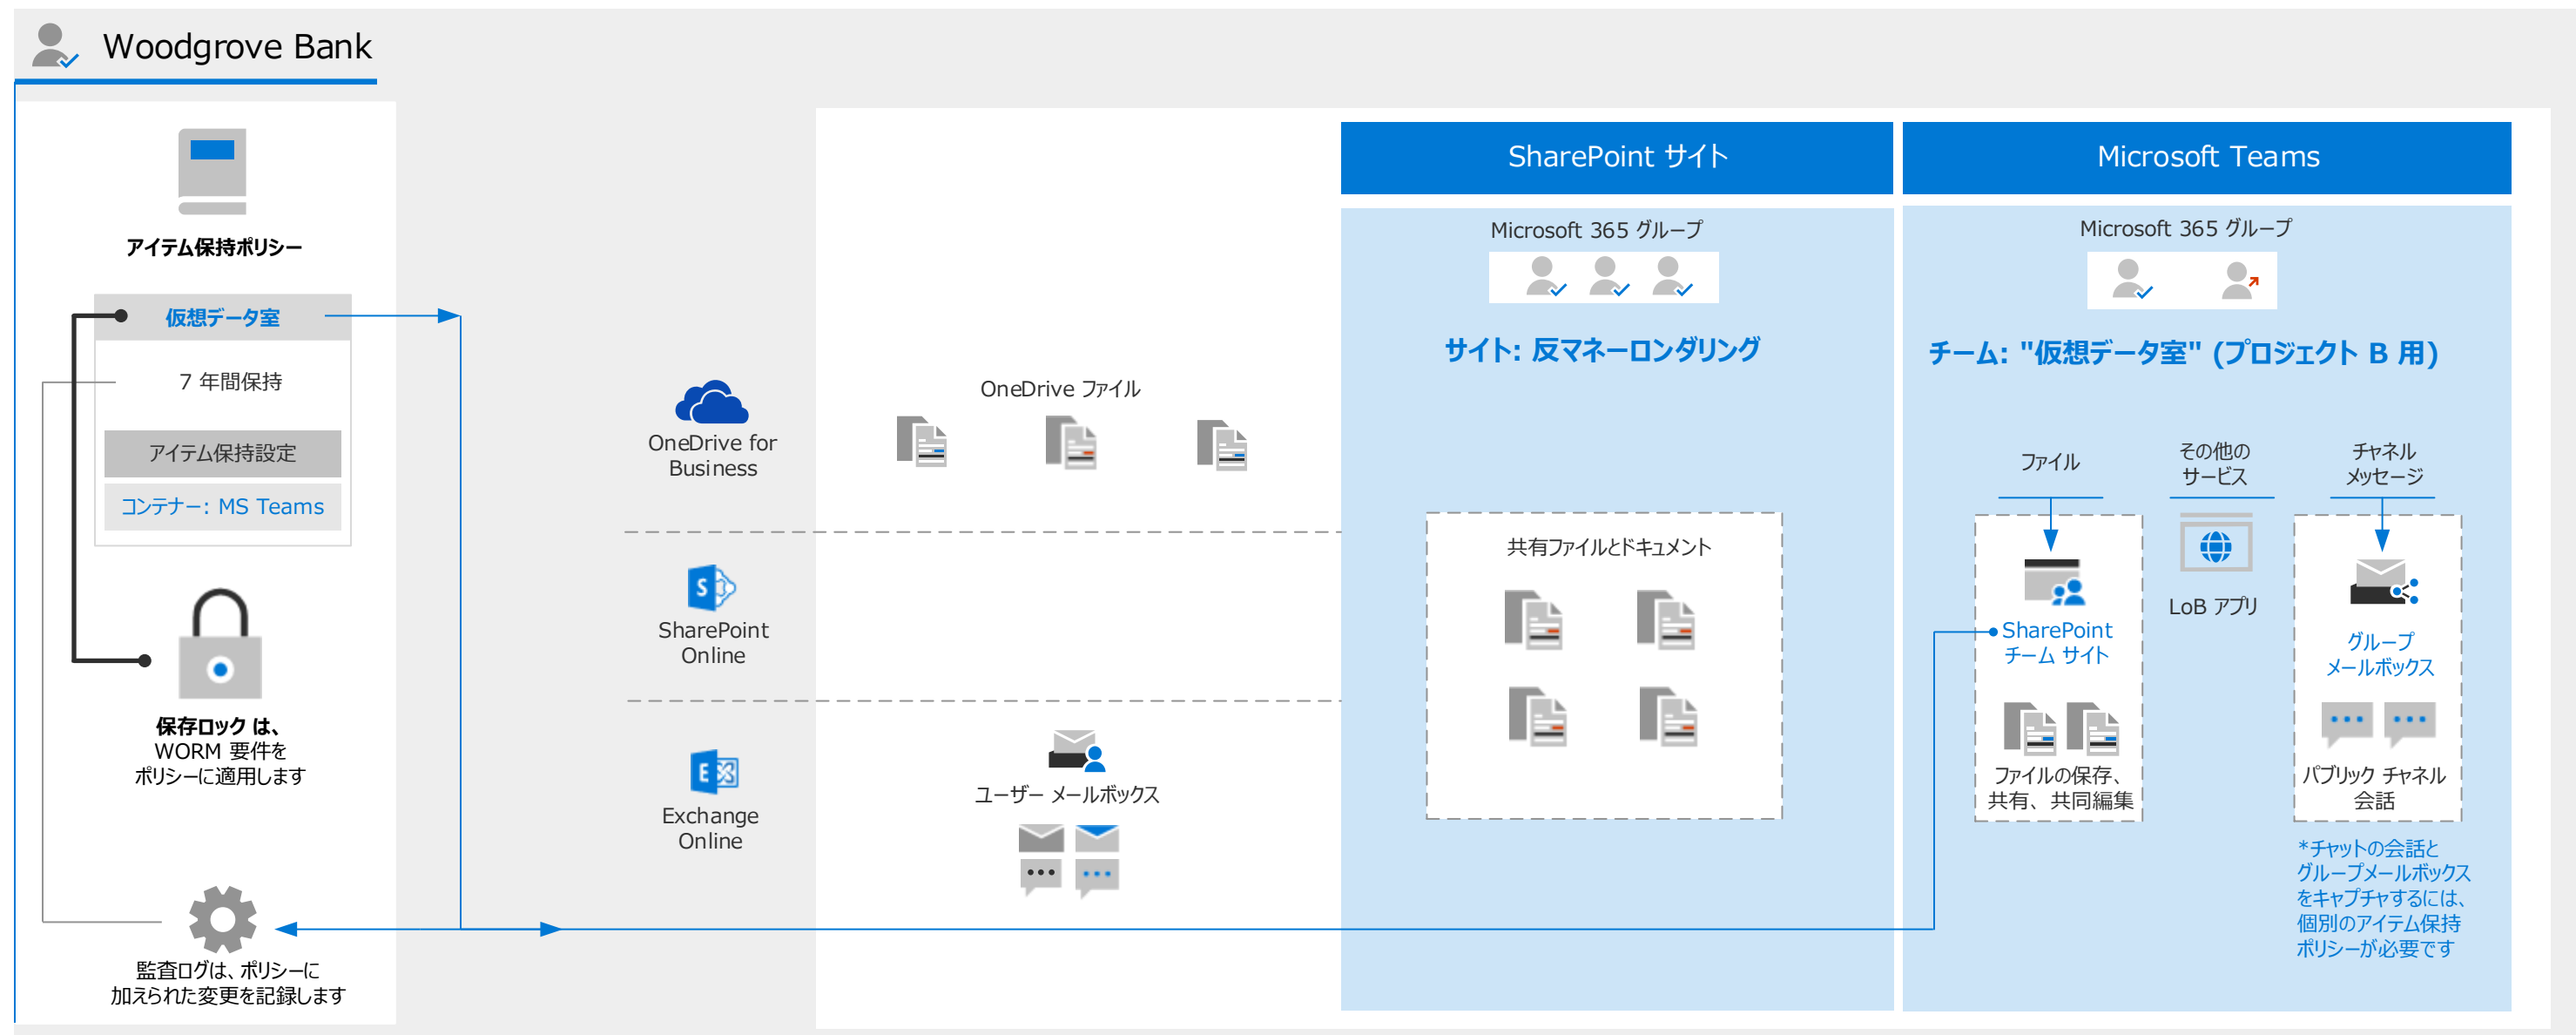 Woodgrove Bank
アイテム保持ポリシー
仮想データ室
7 年間保持
アイテム保持設定
コンテナー: MS Teams
保存ロック は、
WORM 要件を
ポリシーに適用します
監査ログは、ポリシーに
加えられた変更を記録します
OneDrive for
Business
SharePoint
Online
Exchange
Online
OneDrive ファイル
ユーザー メールボックス
SharePoint サイト
Microsoft 365 グループ
サイト: 反マネーロンダリング
共有ファイルとドキュメント
Microsoft Teams
Microsoft 365 グループ
チーム: "仮想データ室" (プロジェクト B 用)
ファイル
SharePoint
チーム サイト
ファイルの保存、
共有、共同編集
その他の
サービス
LoB アプリ
チャネル
メッセージ
グループ
メールボックス
パブリック チャネル
会話
*チャットの会話と
グループメールボックス
をキャプチャするには、
個別のアイテム保持
ポリシーが必要です